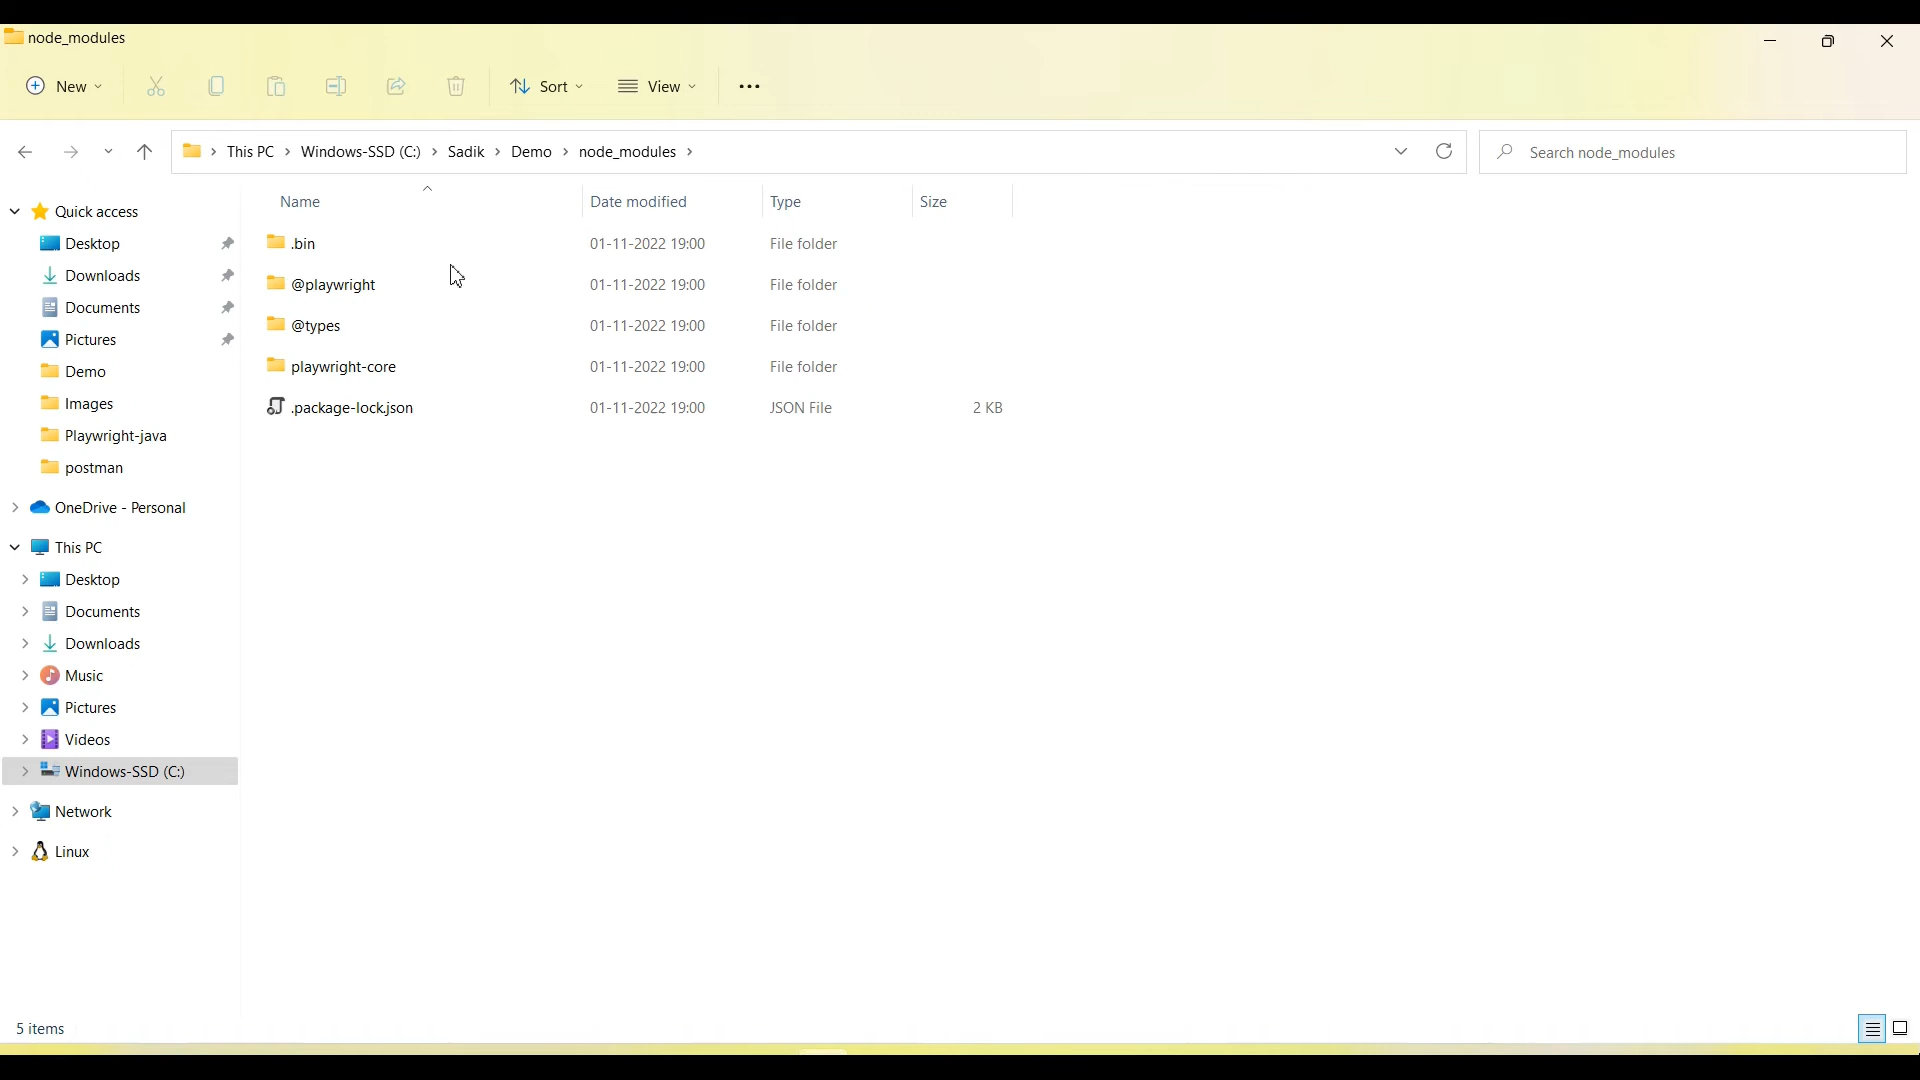 node_modules
New
Sort
View
This PC > Windows-SSD (C:) > Sadik > Demo > node_modules >
Search node_modules
Name Date modified Type Size
.bin 01-11-2022 19:00 File folder
@playwright 01-11-2022 19:00 File folder
@types 01-11-2022 19:00 File folder
playwright-core 01-11-2022 19:00 File folder
.package-lock.json 01-11-2022 19:00 JSON File 2 KB
Quick access
Desktop
Downloads
Documents
Pictures
Demo
Images
Playwright-java
postman
OneDrive - Personal
This PC
Desktop
Documents
Downloads
Music
Pictures
Videos
Windows-SSD (C:)
Network
Linux
5 items